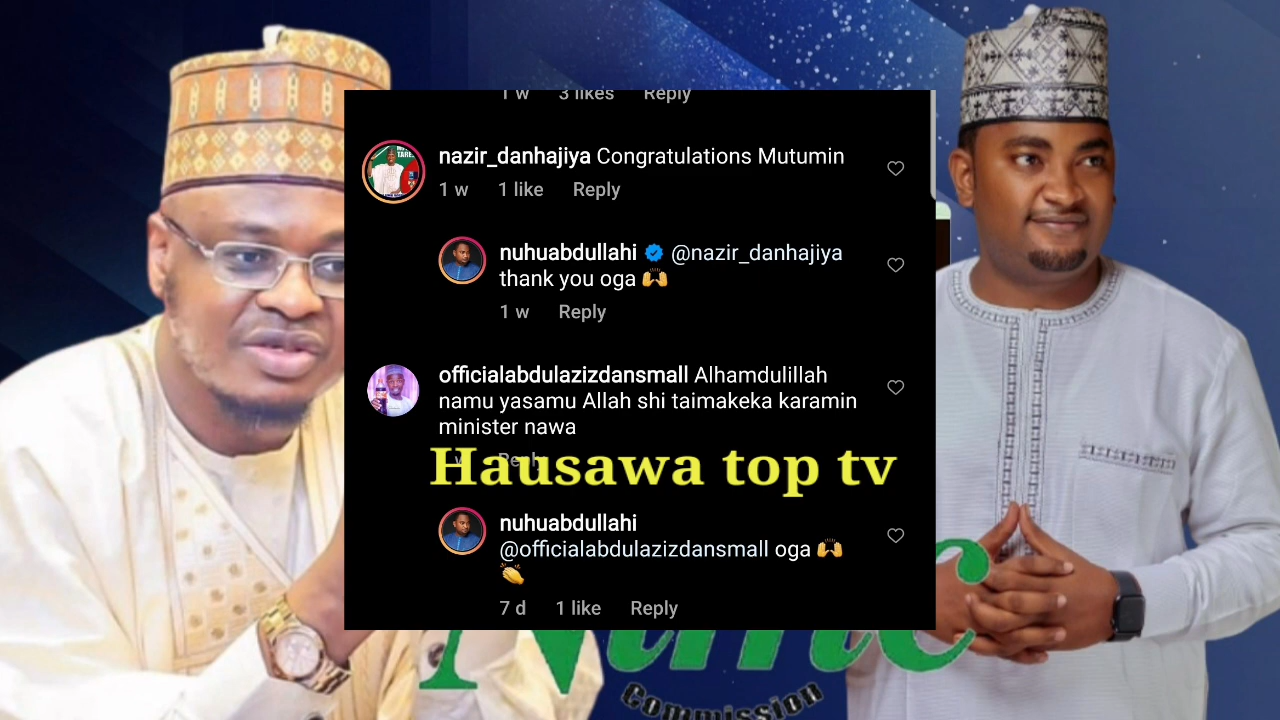 1 w 3 likes Reply
nazir_danhajiya Congratulations Mutumin
1 w 1 like Reply
nuhuabdullahi @nazir_danhajiya
thank you oga 🙌
1 w Reply
officialabdulazizdansmall Alhamdulillah
namu yasamu Allah shi taimakeka karamin
minister nawa
w Reply
Hausawa top tv
nuhuabdullahi
@officialabdulazizdansmall oga 🙌
👏
7 d 1 like Reply
Commission